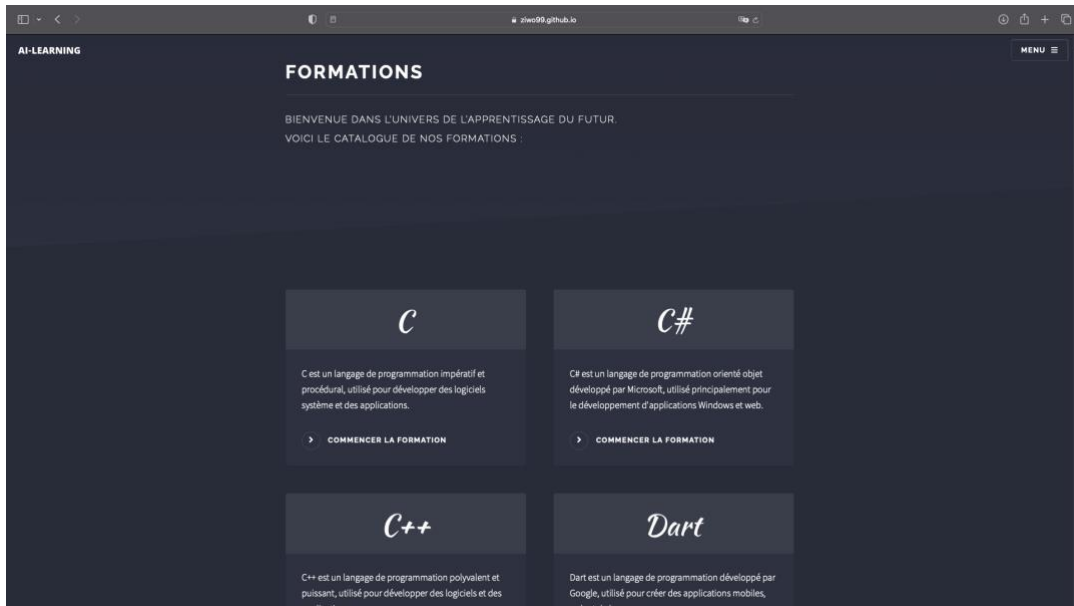 ziwo99.github.io
AI-LEARNING
MENU
FORMATIONS
BIENVENUE DANS L'UNIVERS DE L'APPRENTISSAGE DU FUTUR.
VOICI LE CATALOGUE DE NOS FORMATIONS :
C
C est un langage de programmation impératif et
procédural, utilisé pour développer des logiciels
système et des applications.
COMMENCER LA FORMATION
C#
C# est un langage de programmation orienté objet
développé par Microsoft, utilisé principalement pour
le développement d'applications Windows et web.
COMMENCER LA FORMATION
C++
C++ est un langage de programmation polyvalent et
puissant, utilisé pour développer des logiciels et des
Dart
Dart est un langage de programmation développé par
Google, utilisé pour créer des applications mobiles,